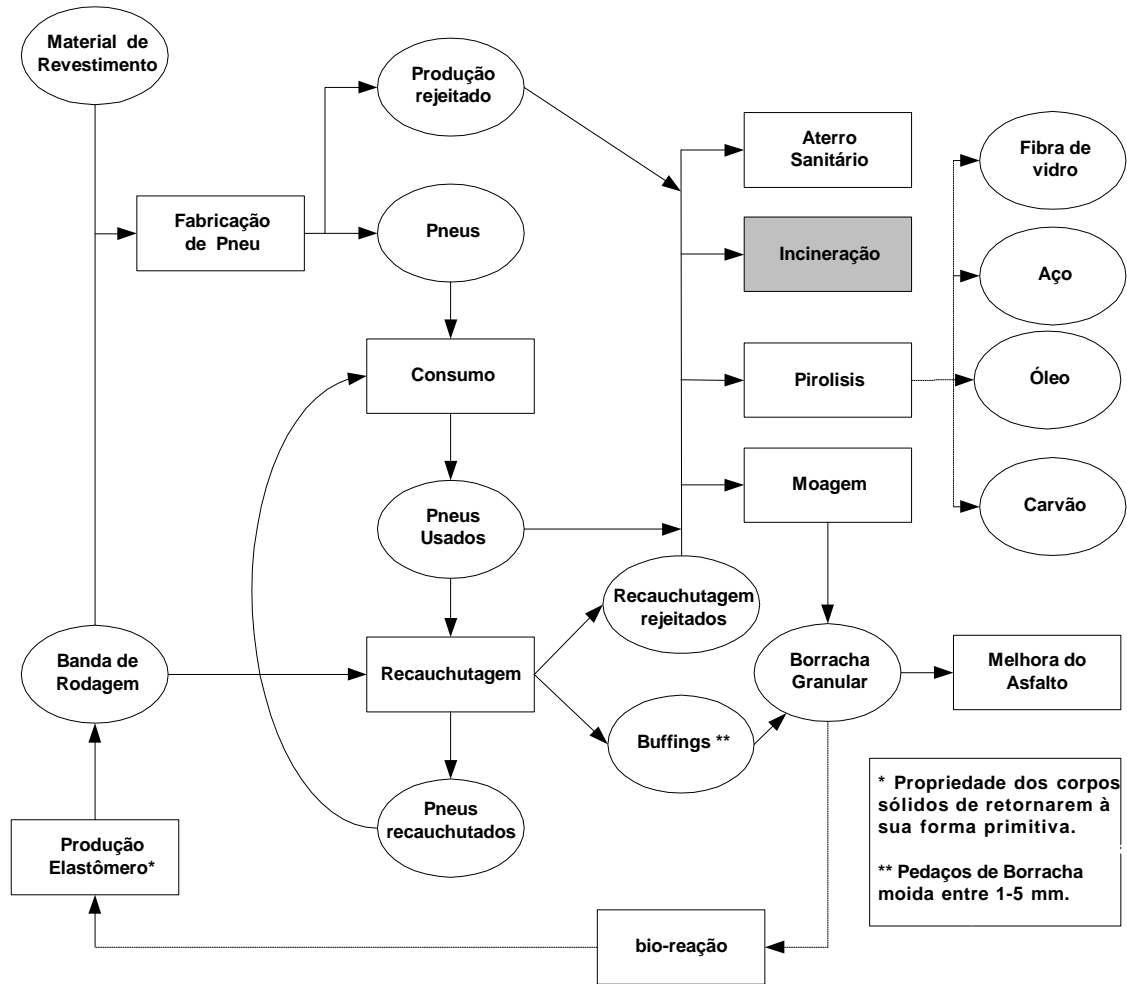 Material de
Revestimento
Produção
rejeitado
Aterro
Sanitário
Fibra de
vidro
Fabricação
de Pneu
Pneus
Incineração
Aço
Consumo
Pirolisis
Óleo
Pneus
Usados
Moagem
Carvão
Recauchutagem
rejeitados
Banda de
Rodagem
Recauchutagem
Borracha
Granular
Melhora do
Asfalto
Buffings **
Pneus
recauchutados
Produção
Elastômero*
* Propriedade dos corpos
sólidos de retornarem à
sua forma primitiva.
** Pedaços de Borracha
moida entre 1-5 mm.
bio-reação